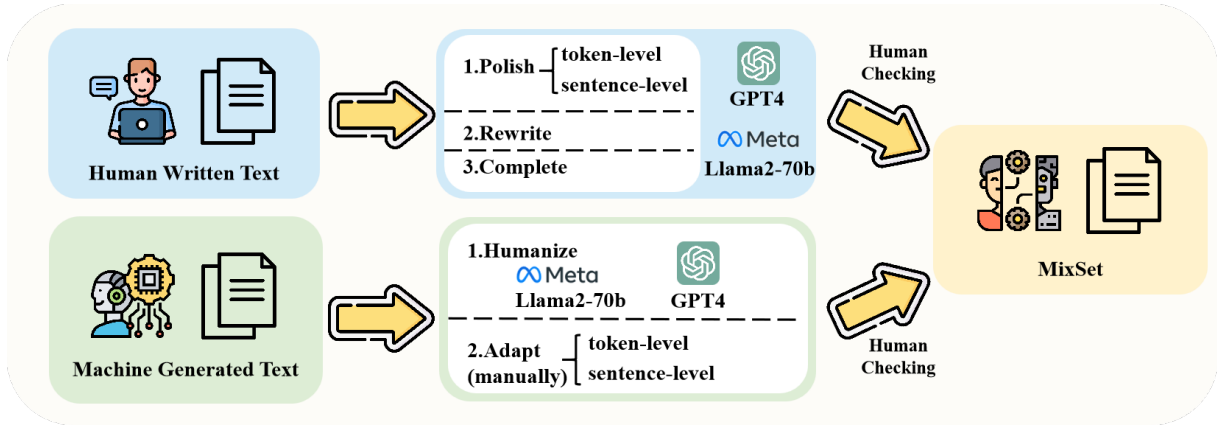 Human Written Text
1.Polish
token-level
sentence-level
2.Rewrite
3.Complete
GPT4
Meta
Llama2-70b
Human
Checking
Machine Generated Text
1.Humanize
Meta
Llama2-70b
GPT4
2.Adapt
(manually)
token-level
sentence-level
Human
Checking
MixSet